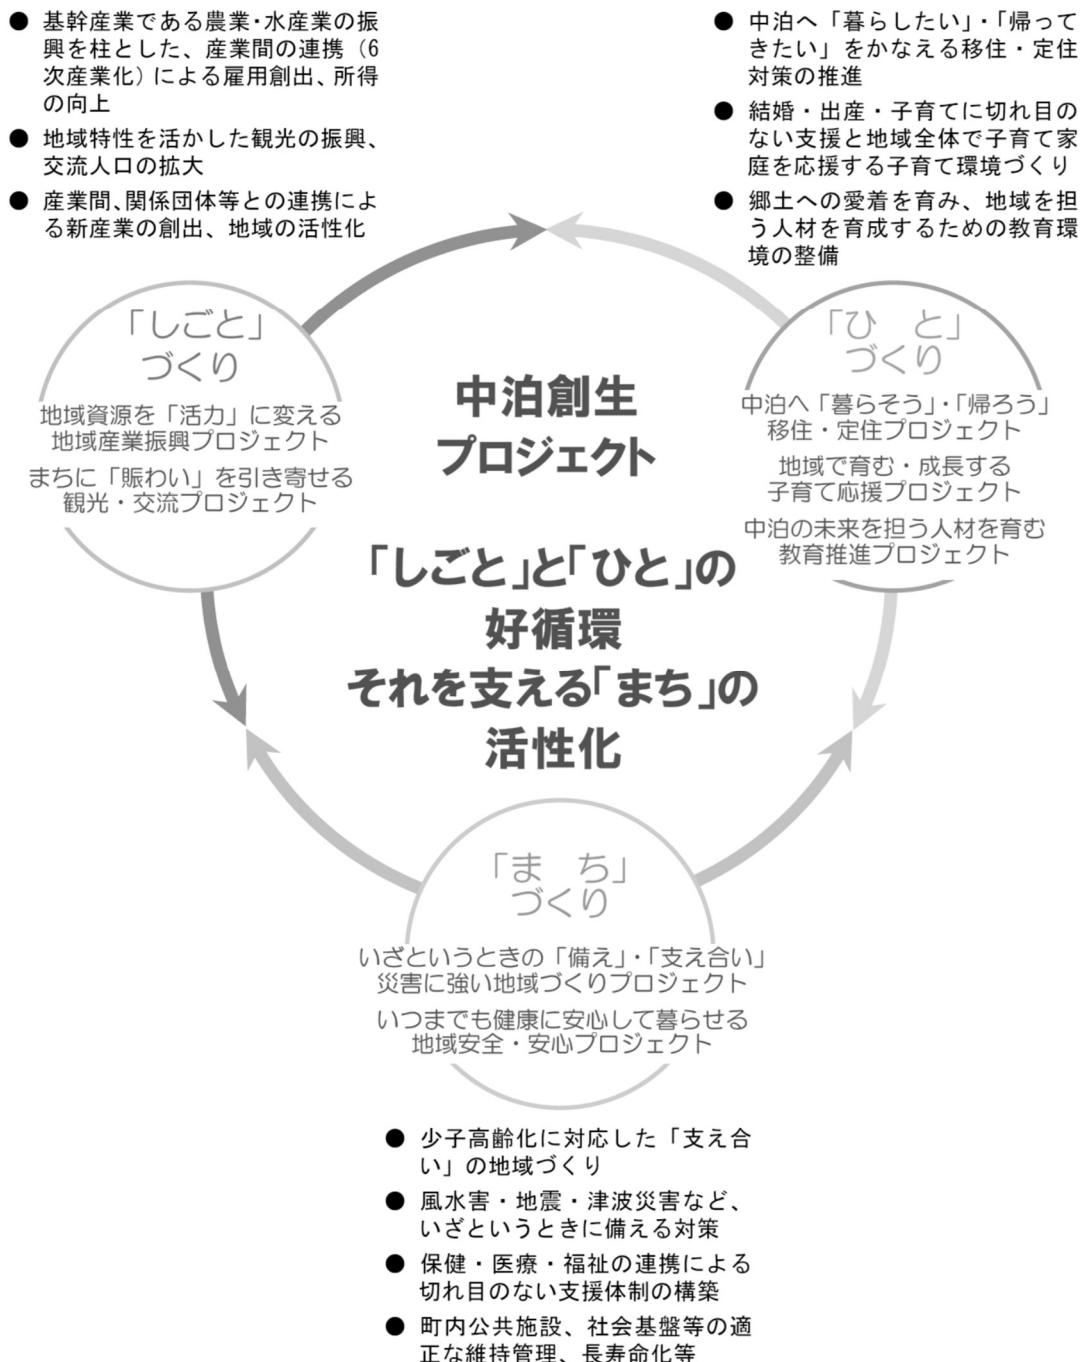 ● 基幹産業である農業・水産業の振
興を柱とした、産業間の連携（6
次産業化）による雇用創出、所得
の向上
● 地域特性を活かした観光の振興、
交流人口の拡大
● 産業間、関係団体等との連携によ
る新産業の創出、地域の活性化
● 中泊へ「暮らしたい」・「帰って
きたい」をかなえる移住・定住
対策の推進
● 結婚・出産・子育てに切れ目の
ない支援と地域全体で子育て家
庭を応援する子育て環境づくり
● 郷土への愛着を育み、地域を担
う人材を育成するための教育環
境の整備
「しごと」
づくり
地域資源を「活力」に変える
地域産業振興プロジェクト
まちに「賑わい」を引き寄せる
観光・交流プロジェクト
中泊創生
プロジェクト
「しごと」と「ひと」の
好循環
それを支える「まち」の
活性化
「ひ　と」
づくり
中泊へ「暮らそう」・「帰ろう」
移住・定住プロジェクト
地域で育む・成長する
子育て応援プロジェクト
中泊の未来を担う人材を育む
教育推進プロジェクト
「ま　ち」
づくり
いざというときの「備え」・「支え合い」
災害に強い地域づくりプロジェクト
いつまでも健康に安心して暮らせる
地域安全・安心プロジェクト
● 少子高齢化に対応した「支え合
い」の地域づくり
● 風水害・地震・津波災害など、
いざというときに備える対策
● 保健・医療・福祉の連携による
切れ目のない支援体制の構築
● 町内公共施設、社会基盤等の適
正な維持管理、長寿命化等